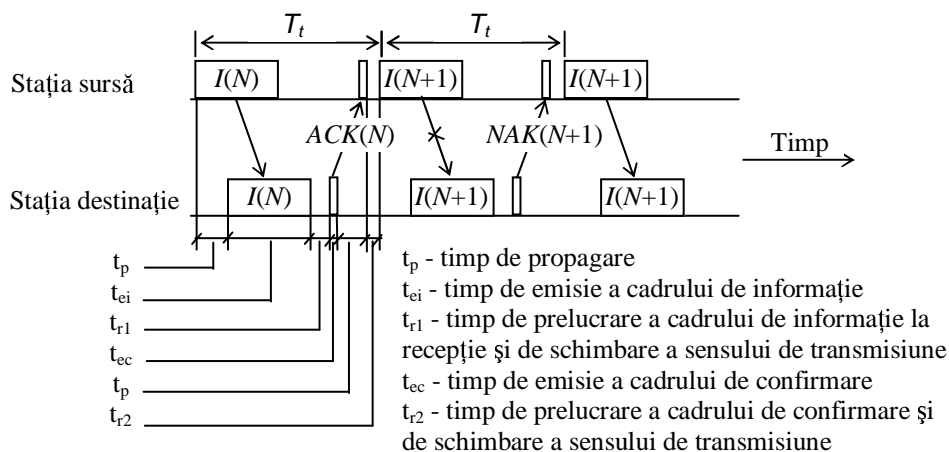 T_t T_t
Stația sursă I(N) I(N+1) I(N+1)
ACK(N) NAK(N+1)
Timp
Stația destinație I(N) I(N+1) I(N+1)
t_p
t_ei
t_r1
t_ec
t_p
t_r2
t_p - timp de propagare
t_ei - timp de emisie a cadrului de informație
t_r1 - timp de prelucrare a cadrului de informație la
recepție și de schimbare a sensului de transmisiune
t_ec - timp de emisie a cadrului de confirmare
t_r2 - timp de prelucrare a cadrului de confirmare și
de schimbare a sensului de transmisiune